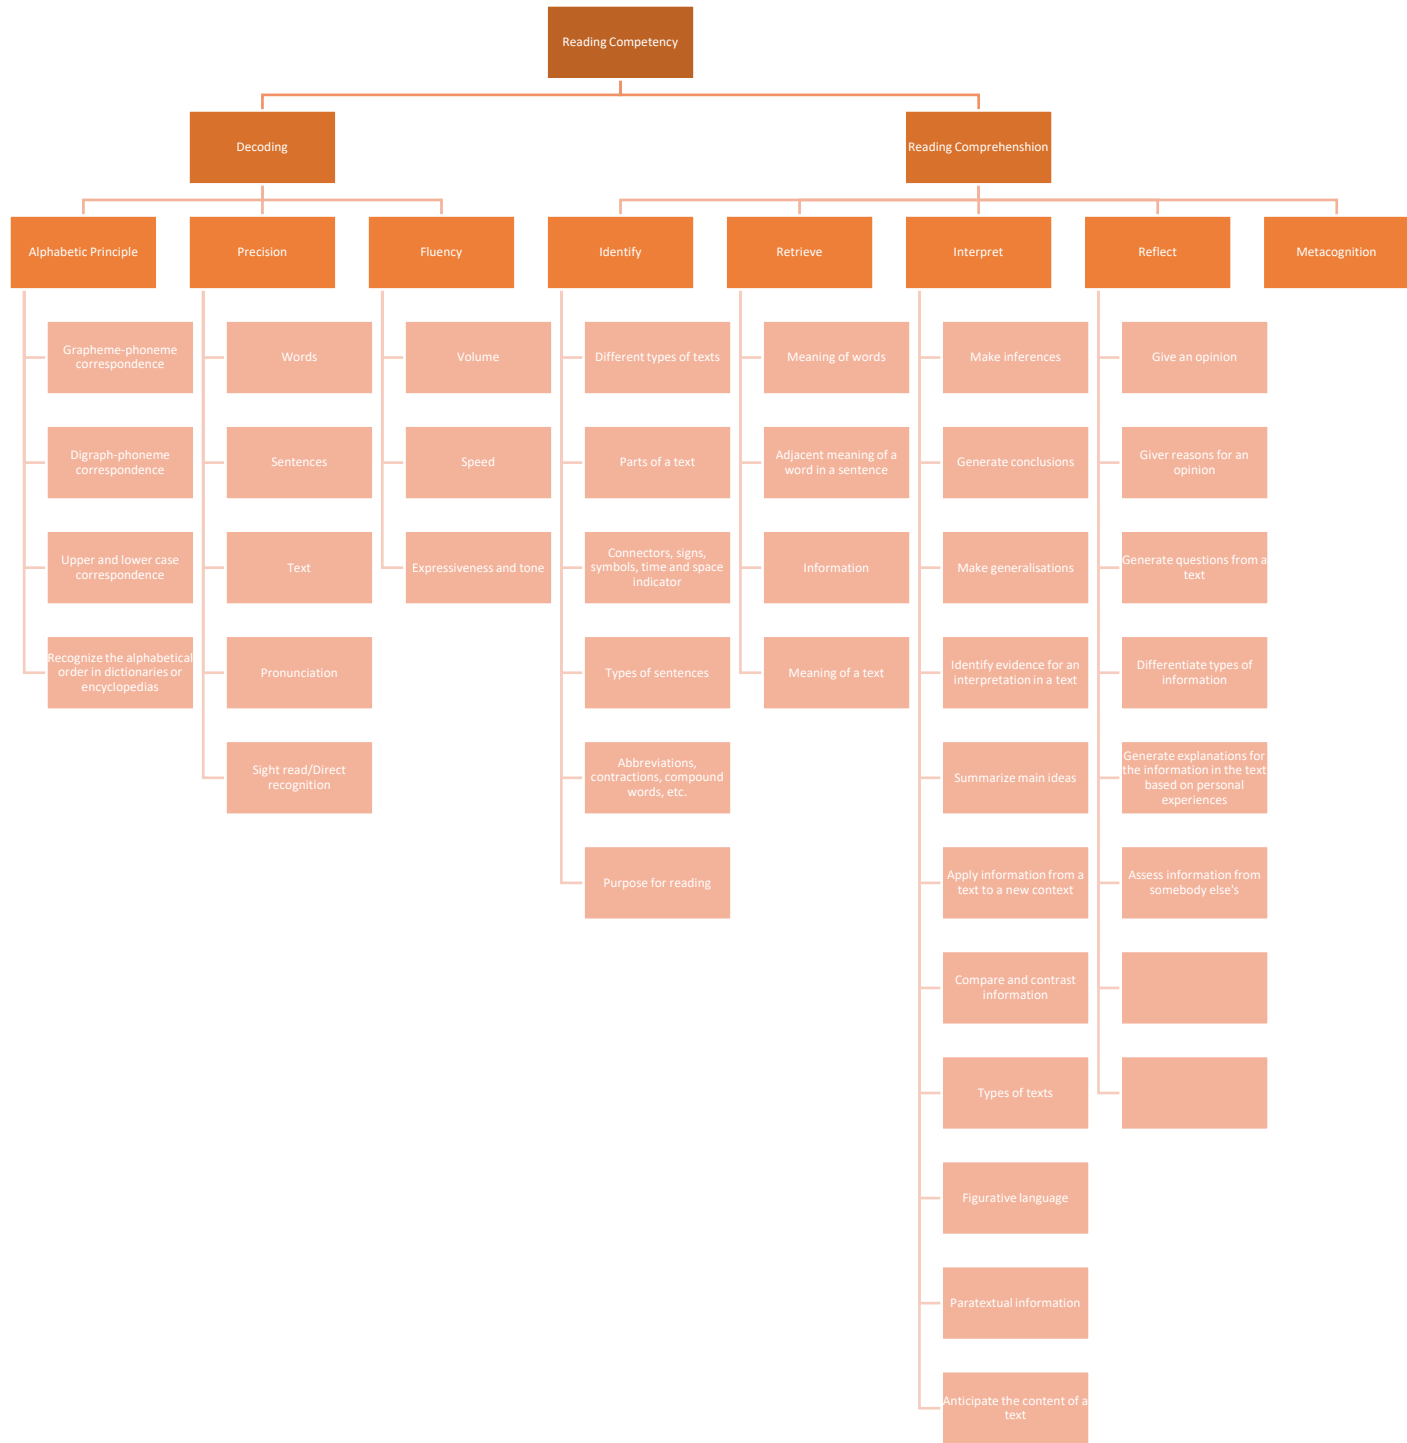 Reading Competency
Decoding
Reading Comprehenshion
Alphabetic Principle
Precision
Fluency
Identify
Retrieve
Interpret
Reflect
Metacognition
Grapheme-phoneme
correspondence
Digraph-phoneme
correspondence
Upper and lower case
correspondence
Recognize the alphabetical
order in dictionaries or
encyclopedias
Words
Sentences
Text
Pronunciation
Sight read/Direct
recognition
Volume
Speed
Expressiveness and tone
Different types of texts
Parts of a text
Connectors, signs,
symbols, time and space
indicator
Types of sentences
Abbreviations,
contractions, compound
words, etc.
Purpose for reading
Meaning of words
Adjacent meaning of a
word in a sentence
Information
Meaning of a text
Make inferences
Generate conclusions
Make generalisations
Identify evidence for an
interpretation in a text
Summarize main ideas
Apply information from a
text to a new context
Compare and contrast
information
Types of texts
Figurative language
Paratextual information
Anticipate the content of a
text
Give an opinion
Giver reasons for an
opinion
Generate questions from a
text
Differentiate types of
information
Generate explanations for
the information in the text
based on personal
experiences
Assess information from
somebody else's